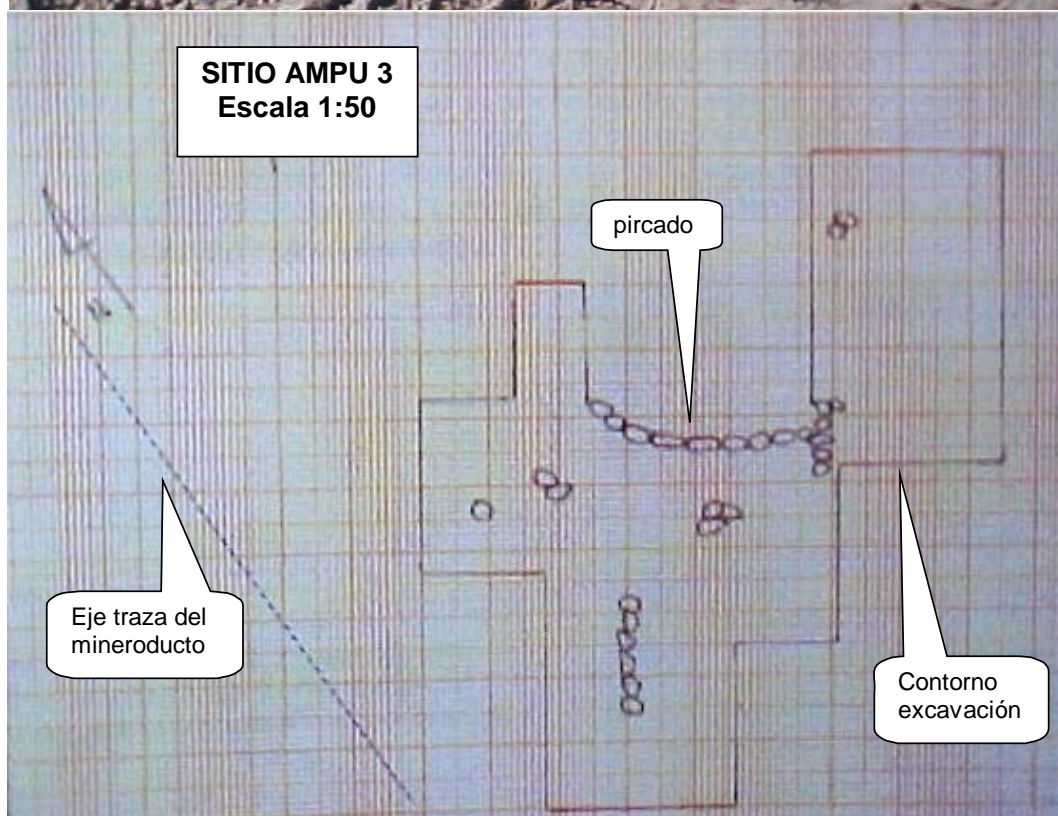 SITIO AMPU 3
Escala 1:50
pircado
N
Eje traza del
mineroducto
Contorno
excavación